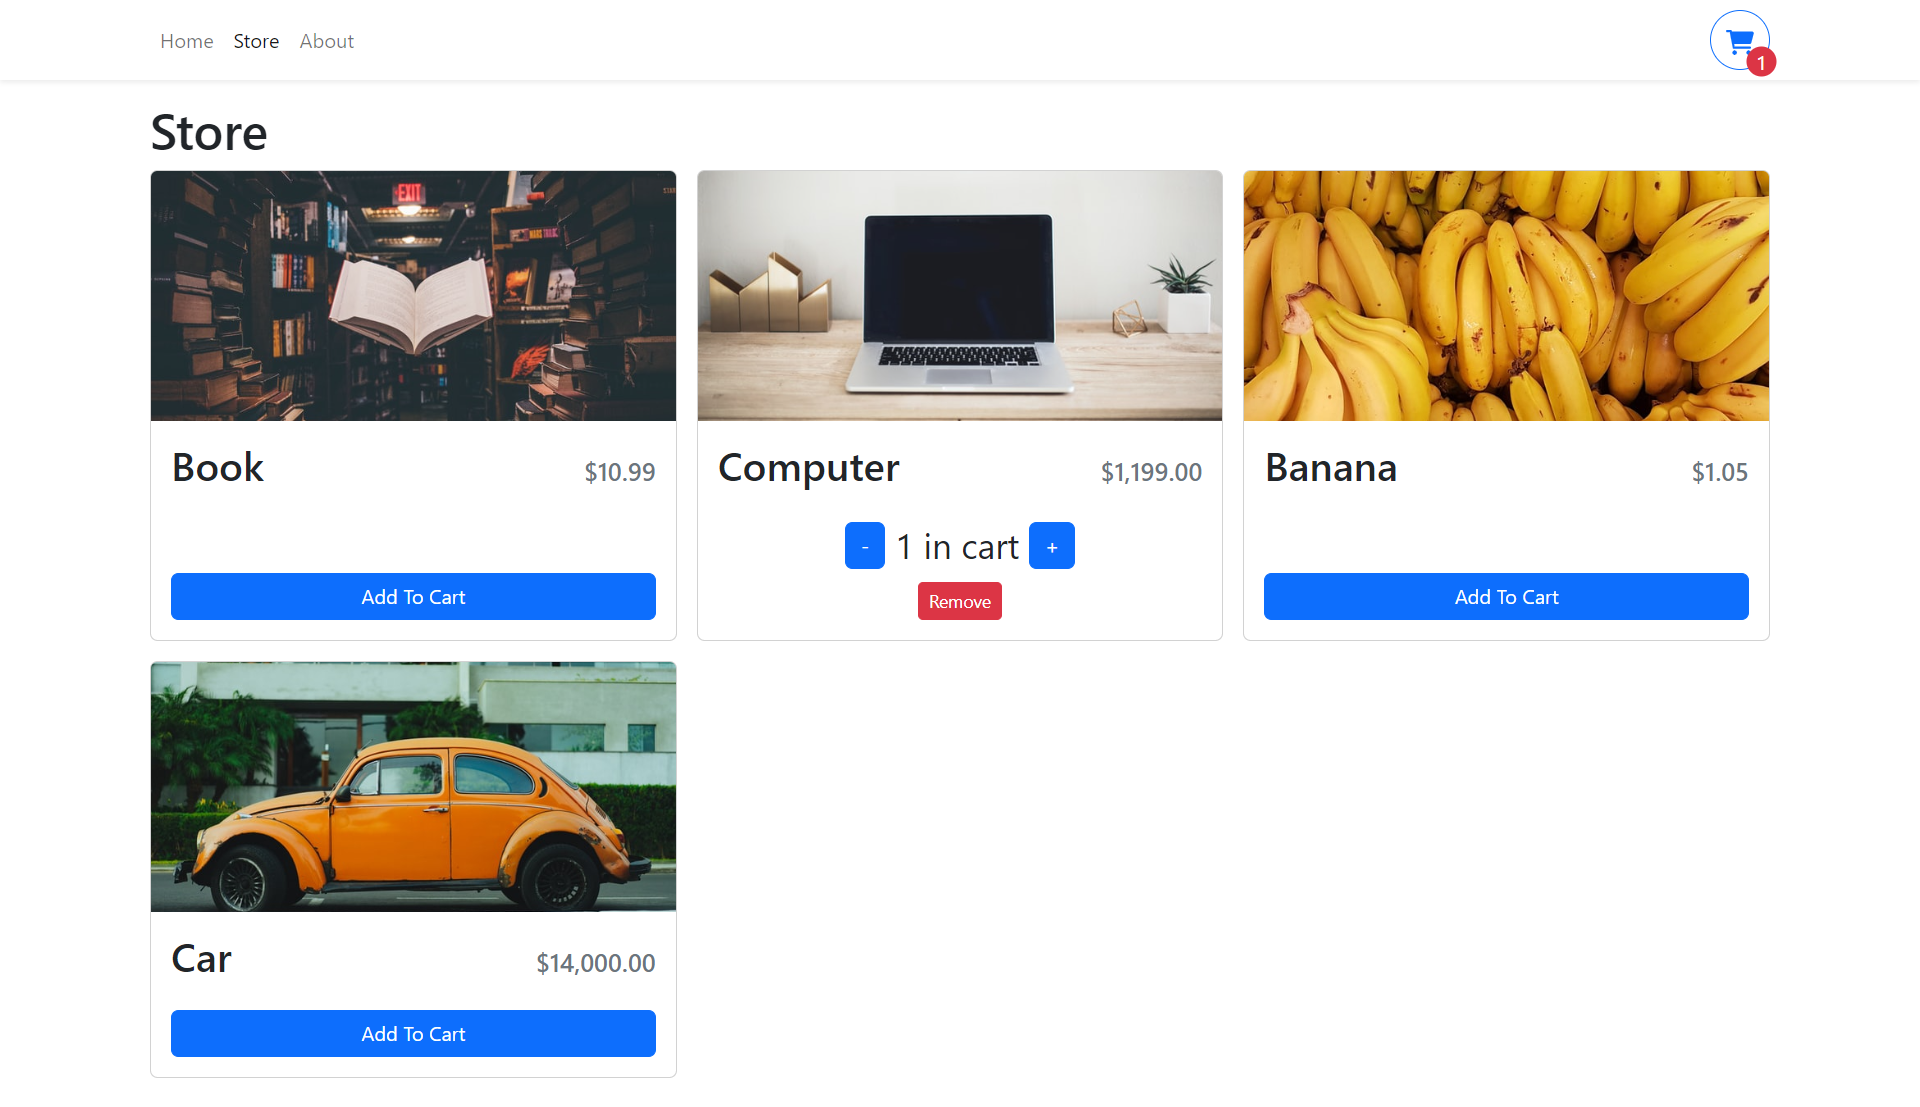 Home Store About
1
Store
EXIT
Book $10.99
Add To Cart
Computer $1,199.00
- 1 in cart +
Remove
Banana $1.05
Add To Cart
Car $14,000.00
Add To Cart